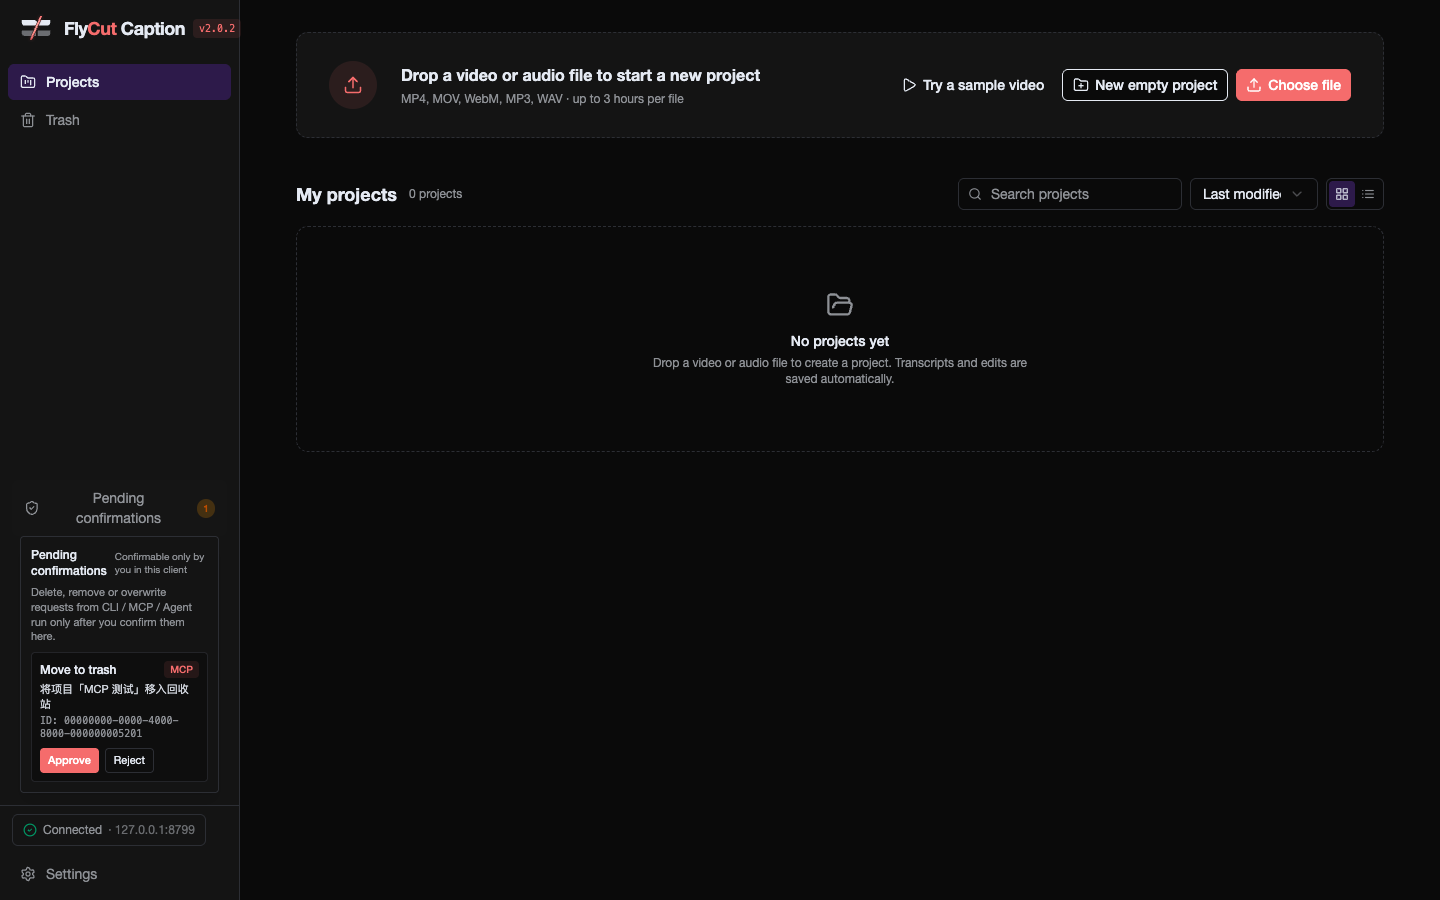 FlyCut Caption v2.0.2
Projects
Trash
Drop a video or audio file to start a new project
MP4, MOV, WebM, MP3, WAV · up to 3 hours per file
Try a sample video
New empty project
Choose file
My projects
0 projects
Search projects
Last modifie
No projects yet
Drop a video or audio file to create a project. Transcripts and edits are
saved automatically.
Pending
confirmations
1
Pending
confirmations
Confirmable only by
you in this client
Delete, remove or overwrite
requests from CLI / MCP / Agent
run only after you confirm them
here.
Move to trash
MCP
将项目「MCP 测试」移入回收
站
ID: 00000000-0000-4000-
8000-000000005201
Approve
Reject
Connected · 127.0.0.1:8799
Settings